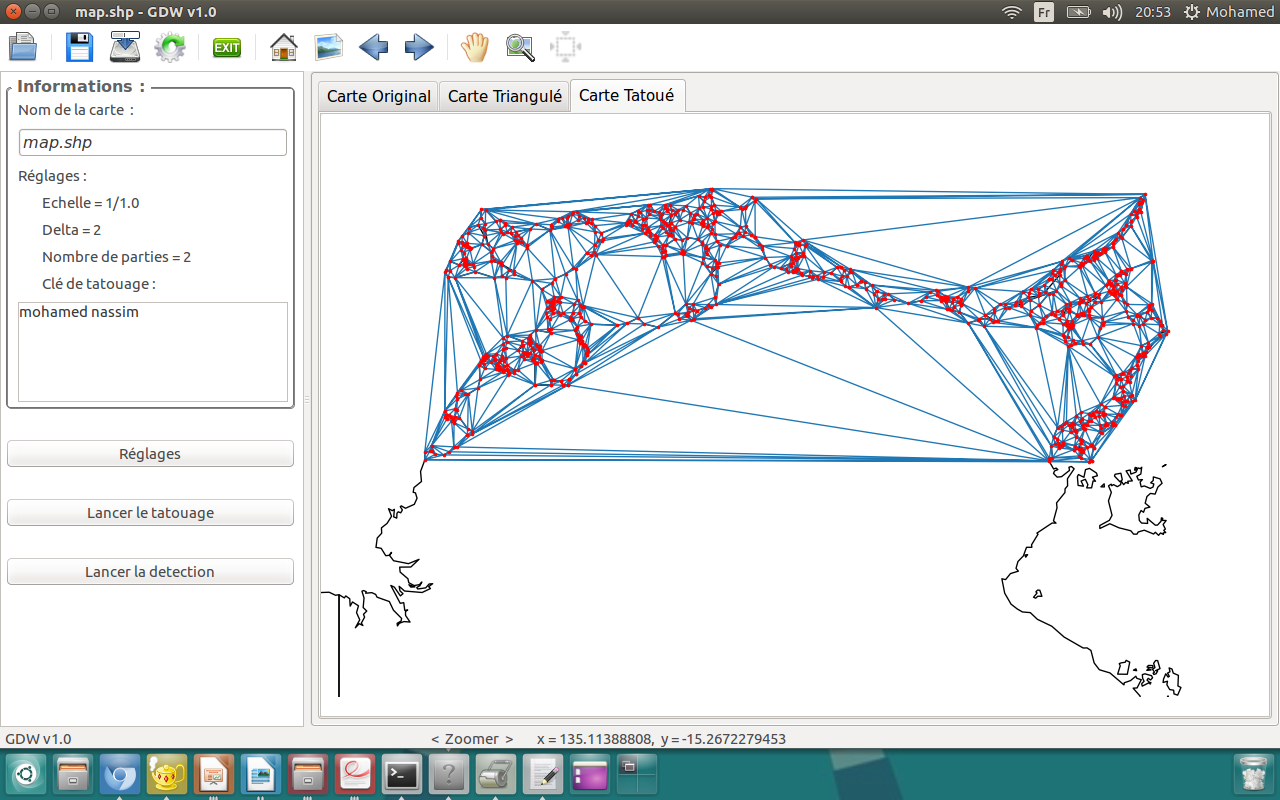 map.shp - GDW v1.0
Fr
20:53
Mohamed
EXIT
Informations :
Nom de la carte :
map.shp
Réglages :
Echelle = 1/1.0
Delta = 2
Nombre de parties = 2
Clé de tatouage :
mohamed nassim
Réglages
Lancer le tatouage
Lancer la detection
Carte Original
Carte Triangulé
Carte Tatoué
GDW v1.0
< Zoomer >
x = 135.11388808, y = -15.2672279453